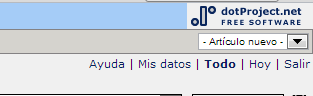 dotProject.net
FREE SOFTWARE
- Artículo nuevo -
Ayuda | Mis datos | Todo | Hoy | Salir